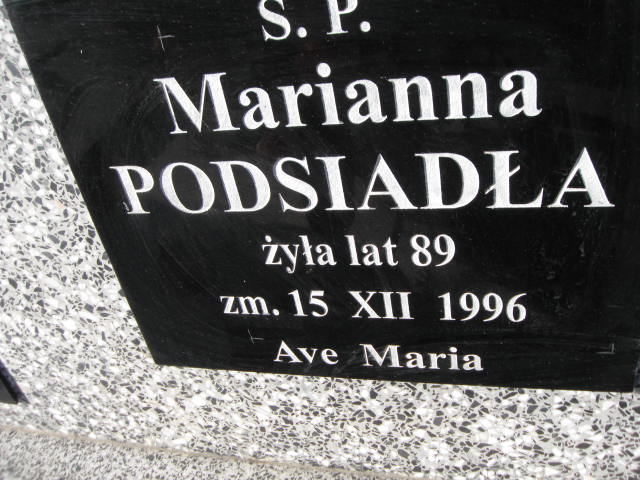 Ś. P.
Marianna
PODSIADŁA
żyła lat 89
zm. 15 XII 1996
Ave Maria